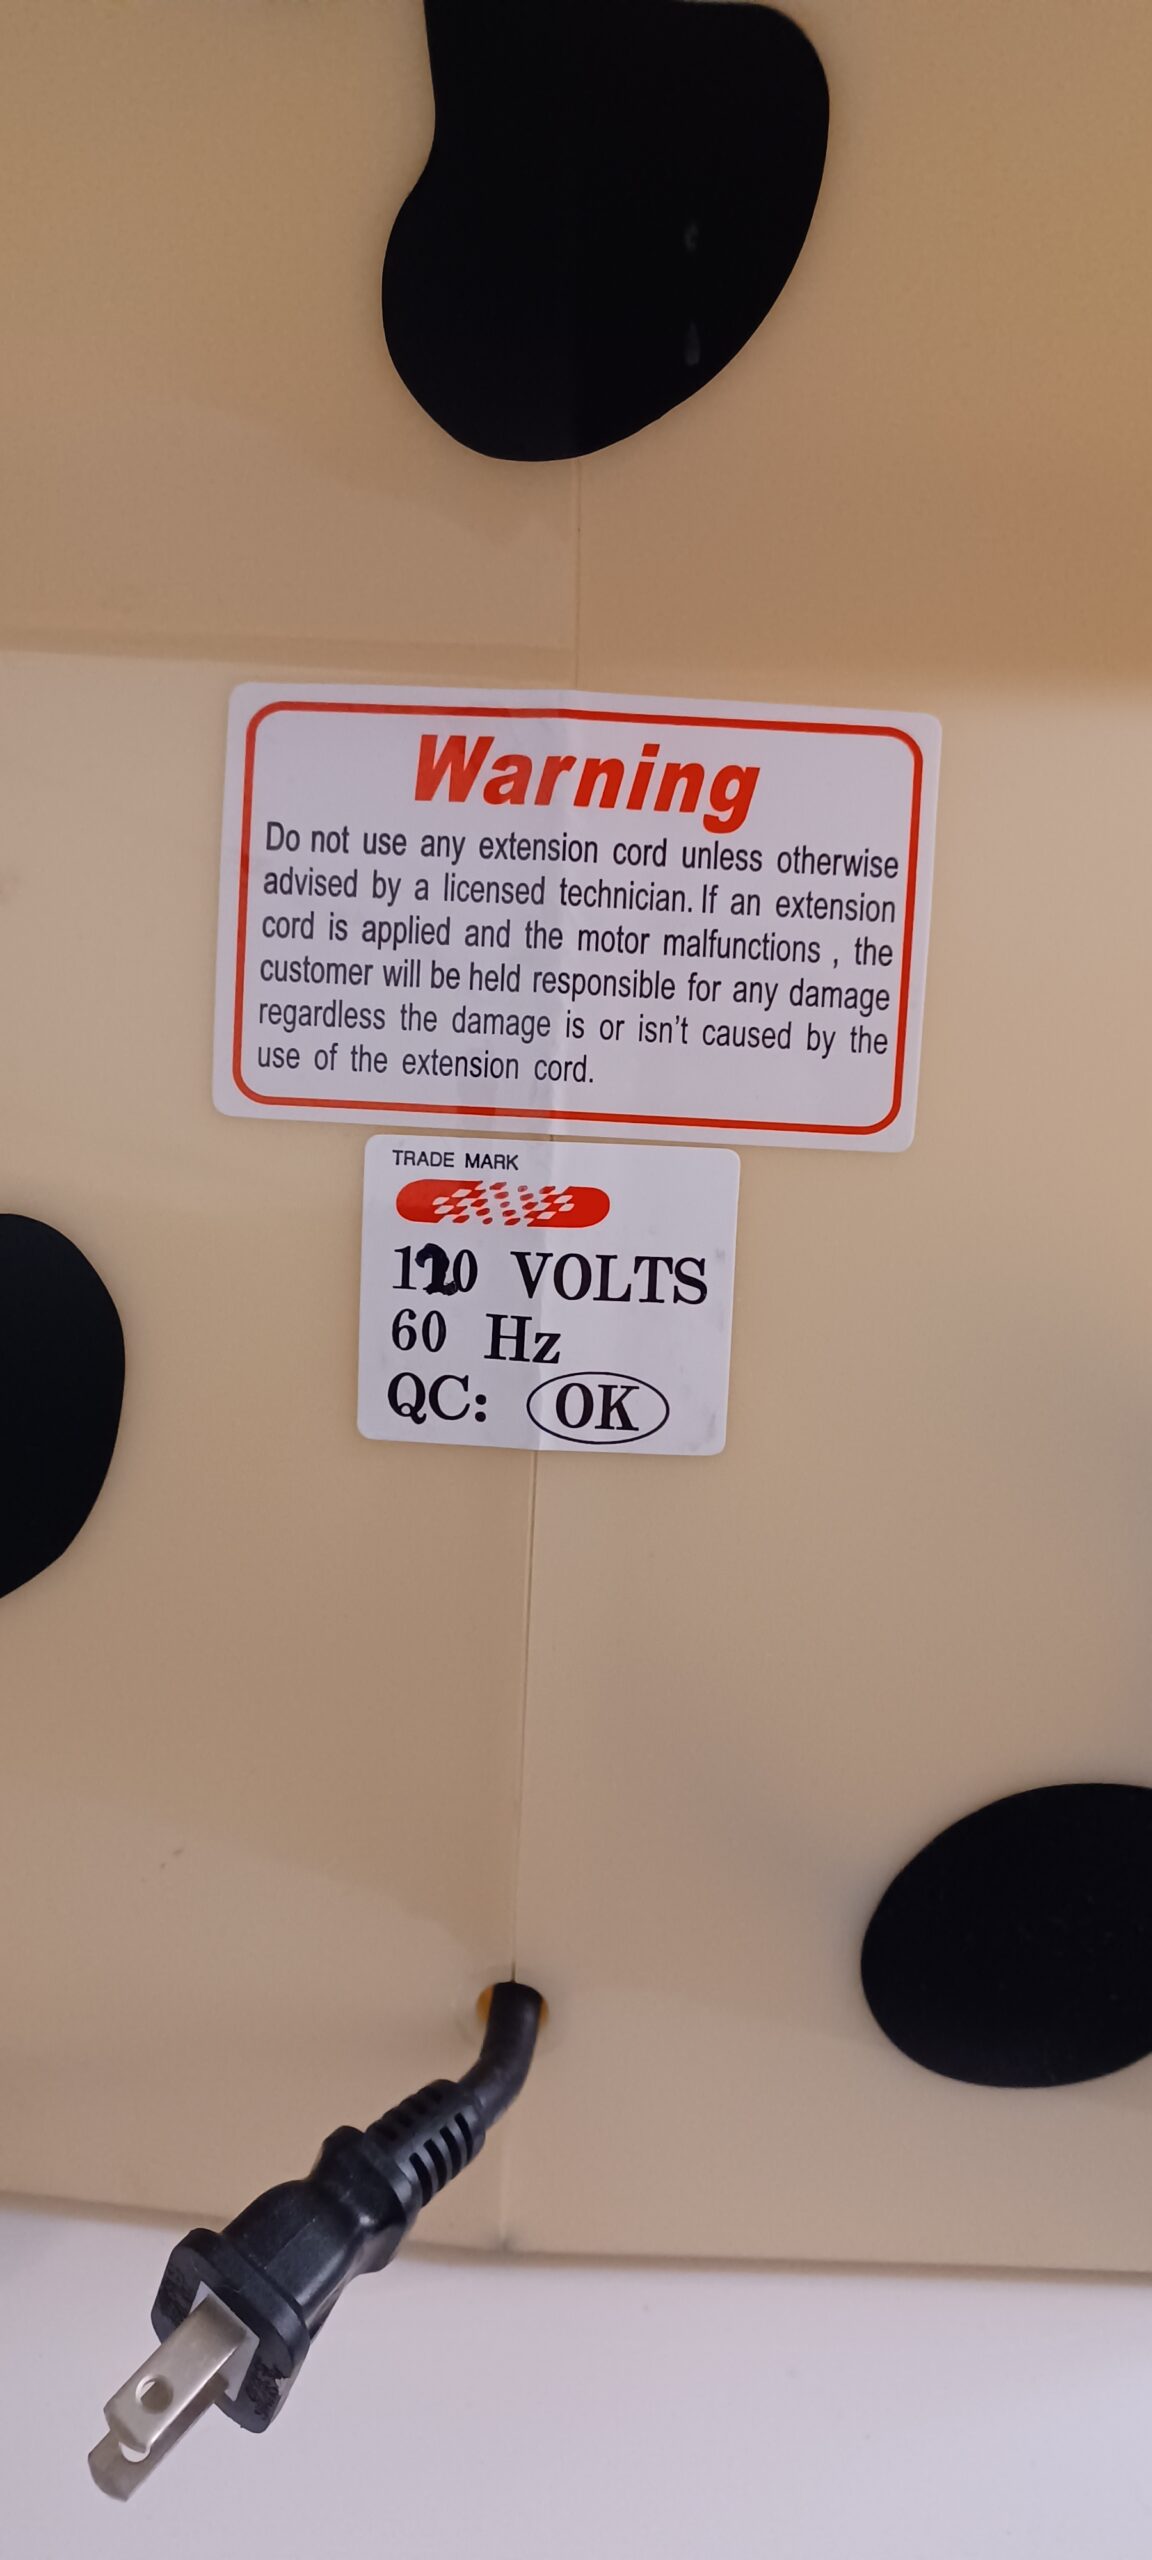 Warning
Do not use any extension cord unless otherwise
advised by a licensed technician. If an extension
cord is applied and the motor malfunctions , the
customer will be held responsible for any damage
regardless the damage is or isn't caused by the
use of the extension cord.
TRADE MARK
120 VOLTS
60 Hz
QC: OK